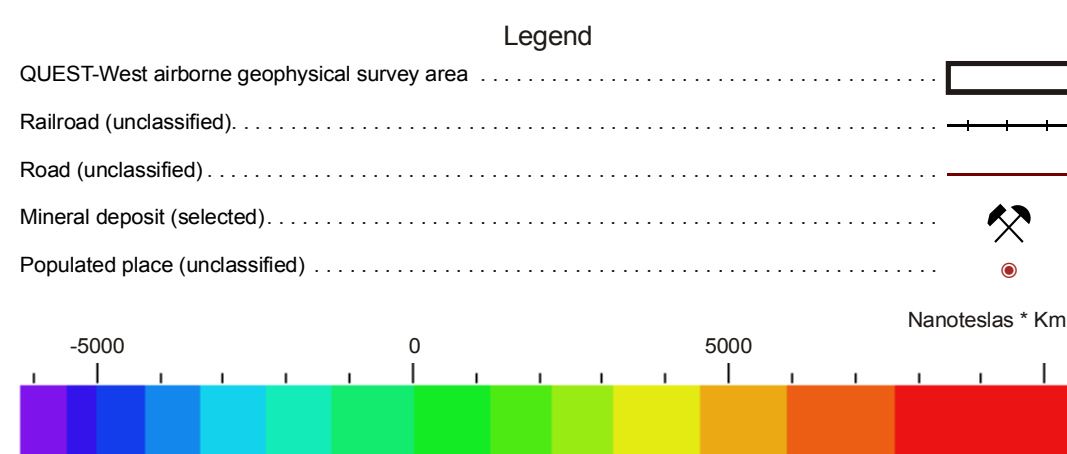 Legend
QUEST-West airborne geophysical survey area ................................
Railroad (unclassified).................................................
Road (unclassified)...................................................
Mineral deposit (selected)..............................................
Populated place (unclassified) ...........................................
Nanoteslas * Km
-5000 0 5000